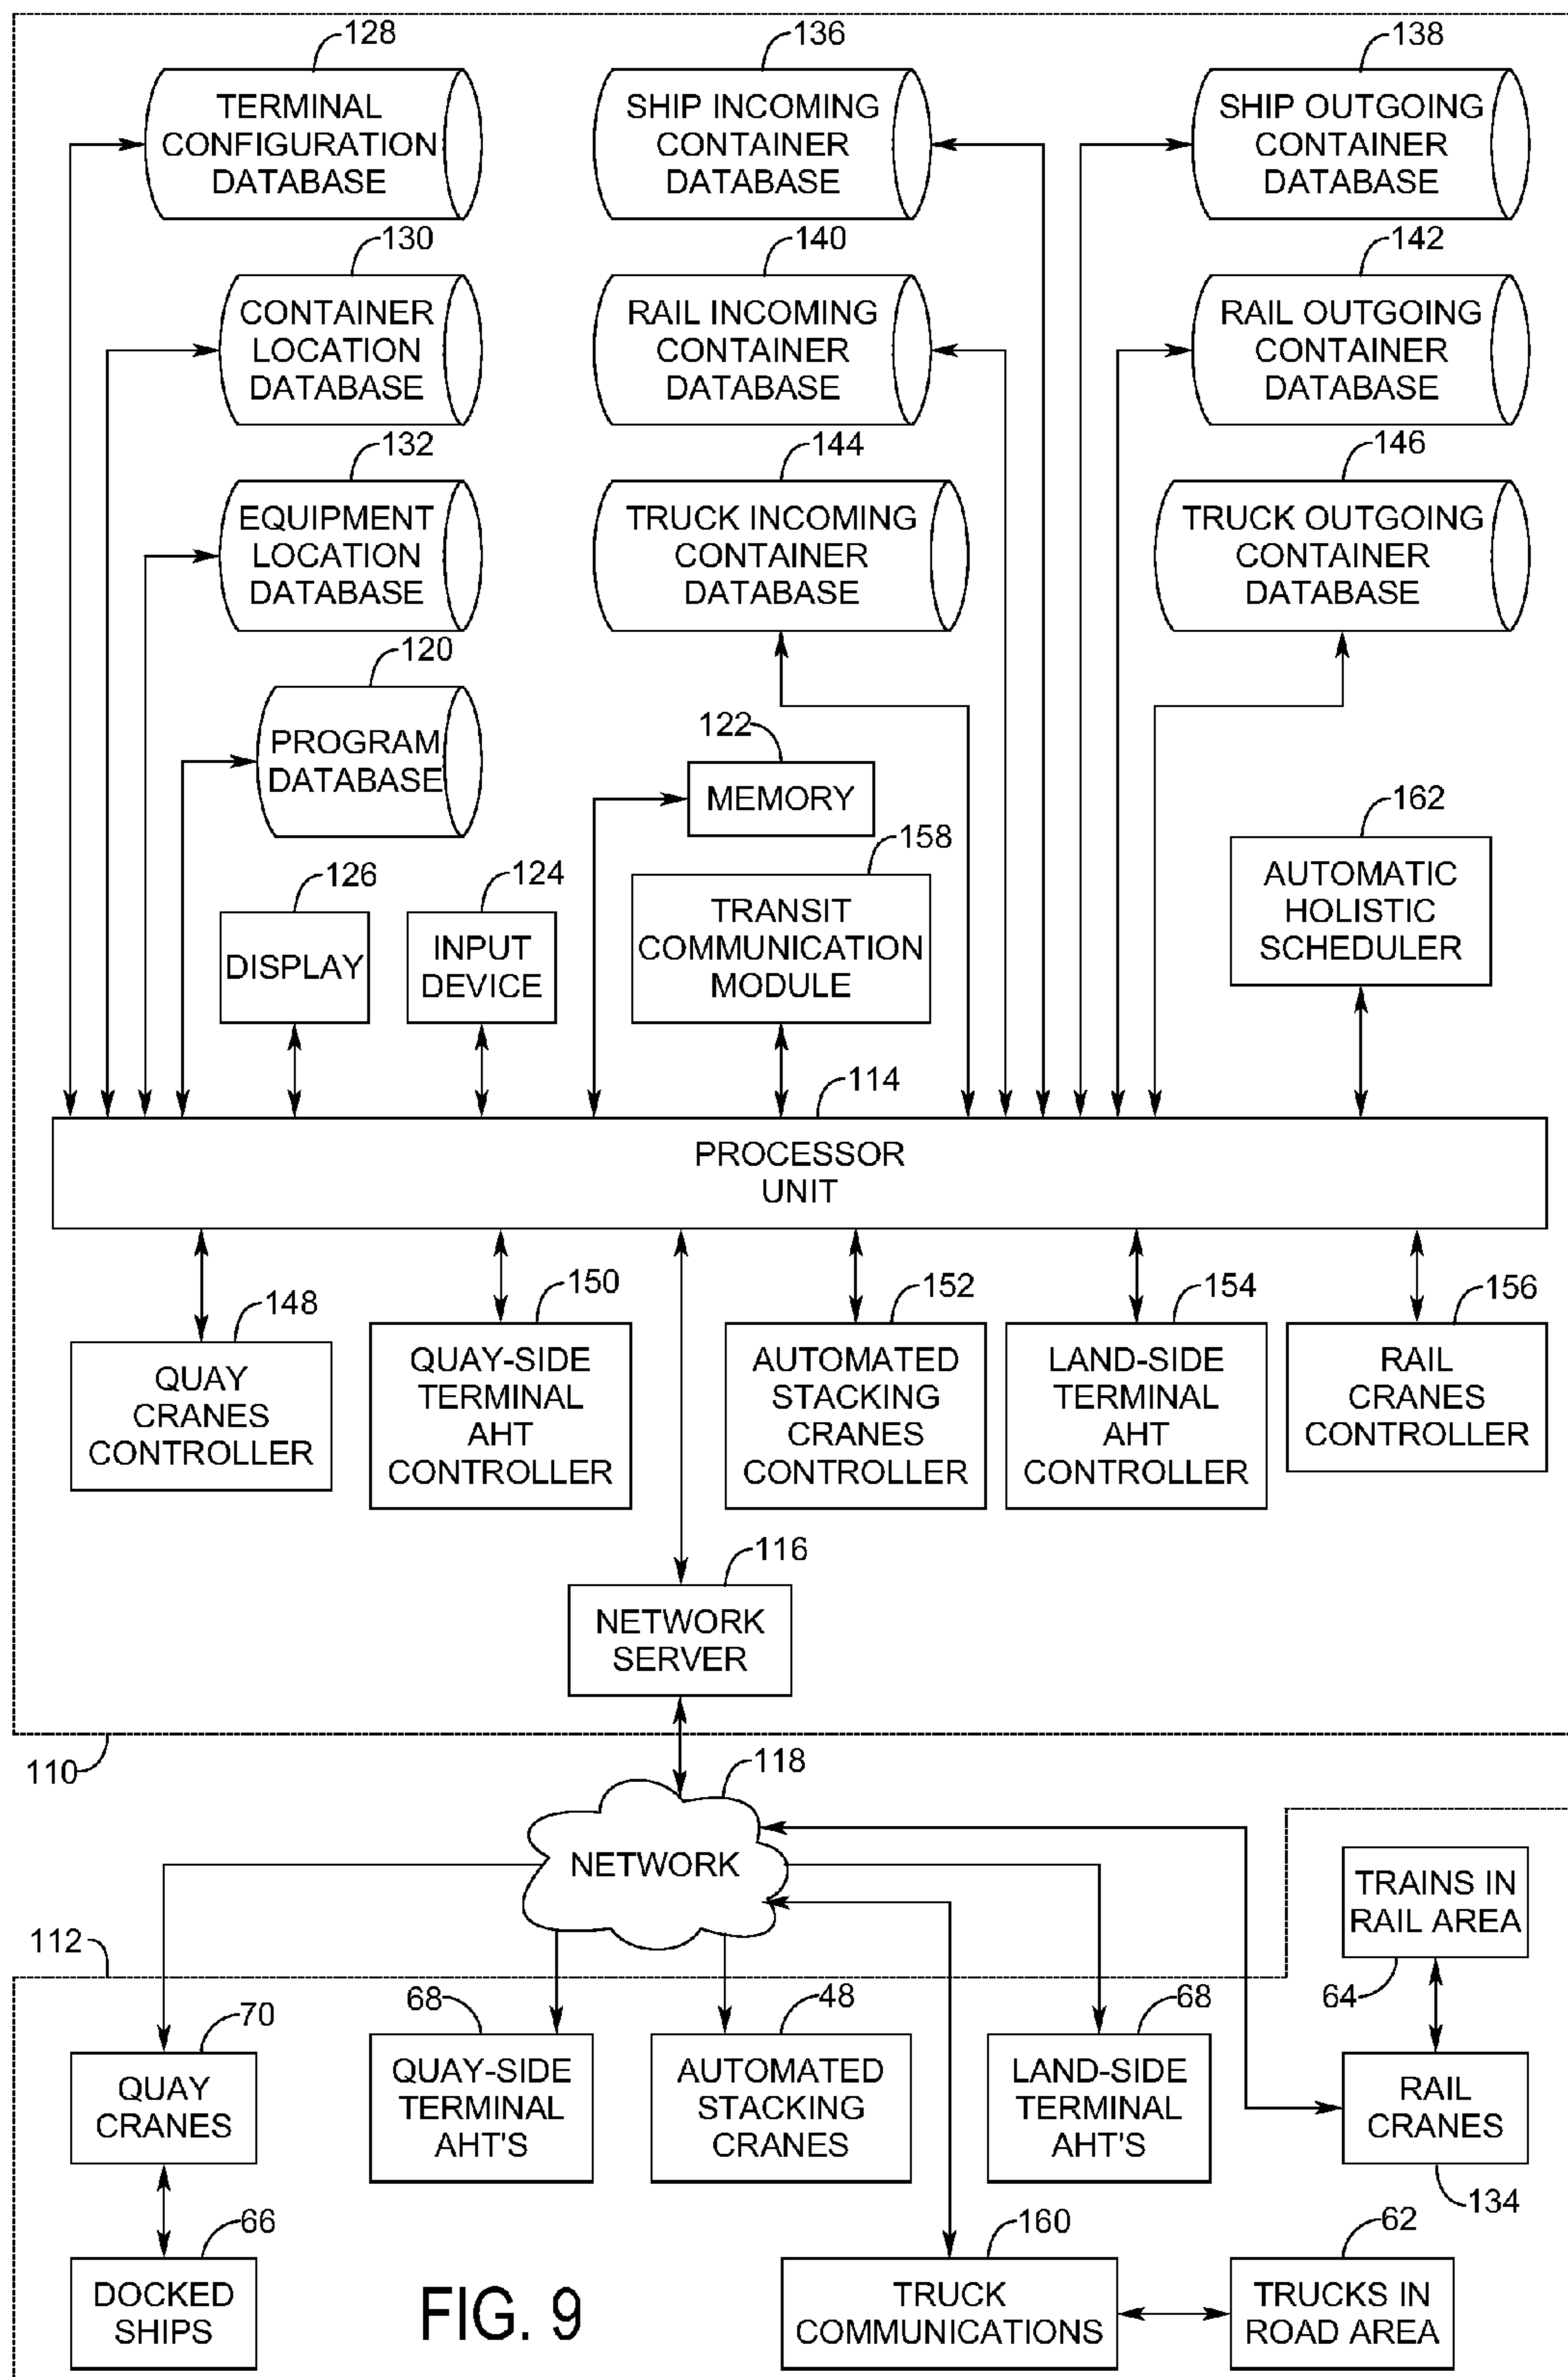 128
136
138
TERMINAL
CONFIGURATION
DATABASE
SHIP INCOMING
CONTAINER
DATABASE
SHIP OUTGOING
CONTAINER
DATABASE
130
140
142
CONTAINER
LOCATION
DATABASE
RAIL INCOMING
CONTAINER
DATABASE
RAIL OUTGOING
CONTAINER
DATABASE
132
144
146
EQUIPMENT
LOCATION
DATABASE
TRUCK INCOMING
CONTAINER
DATABASE
TRUCK OUTGOING
CONTAINER
DATABASE
120
PROGRAM
DATABASE
122
MEMORY
162
AUTOMATIC
HOLISTIC
SCHEDULER
126
DISPLAY
124
INPUT
DEVICE
158
TRANSIT
COMMUNICATION
MODULE
114
PROCESSOR
UNIT
148
QUAY
CRANES
CONTROLLER
150
QUAY-SIDE
TERMINAL
AHT
CONTROLLER
152
AUTOMATED
STACKING
CRANES
CONTROLLER
154
LAND-SIDE
TERMINAL
AHT
CONTROLLER
156
RAIL
CRANES
CONTROLLER
116
NETWORK
SERVER
110
118
NETWORK
112
TRAINS IN
RAIL AREA
64
70
QUAY
CRANES
68
QUAY-SIDE
TERMINAL
AHT'S
48
AUTOMATED
STACKING
CRANES
68
LAND-SIDE
TERMINAL
AHT'S
RAIL
CRANES
134
66
DOCKED
SHIPS
160
TRUCK
COMMUNICATIONS
62
TRUCKS IN
ROAD AREA
FIG. 9